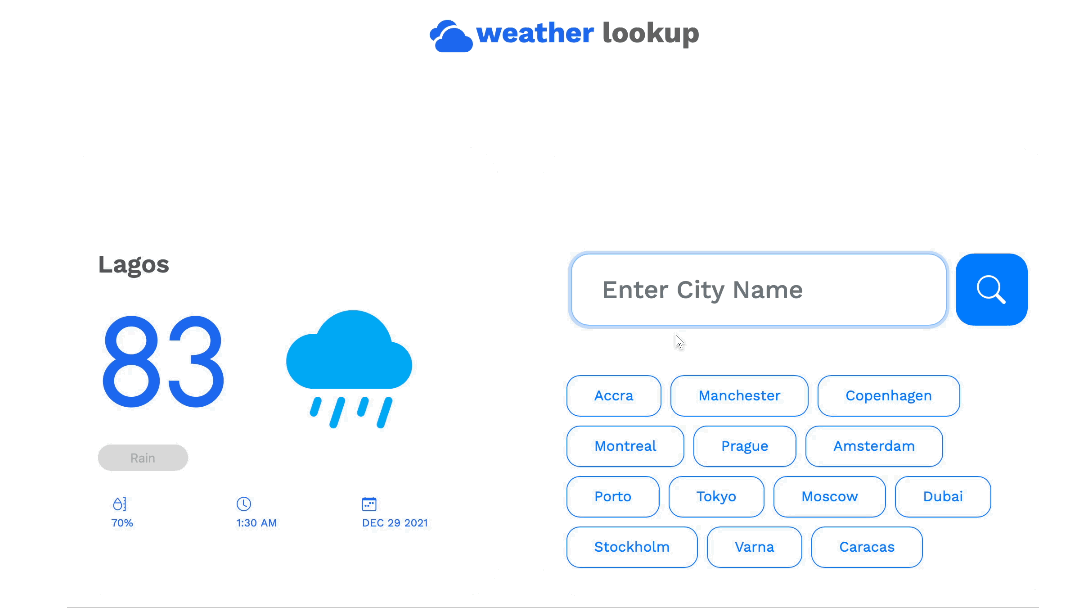 weather lookup
Lagos
83
Rain
70%
1:30 AM
DEC 29 2021
Enter City Name
Accra
Manchester
Copenhagen
Montreal
Prague
Amsterdam
Porto
Tokyo
Moscow
Dubai
Stockholm
Varna
Caracas